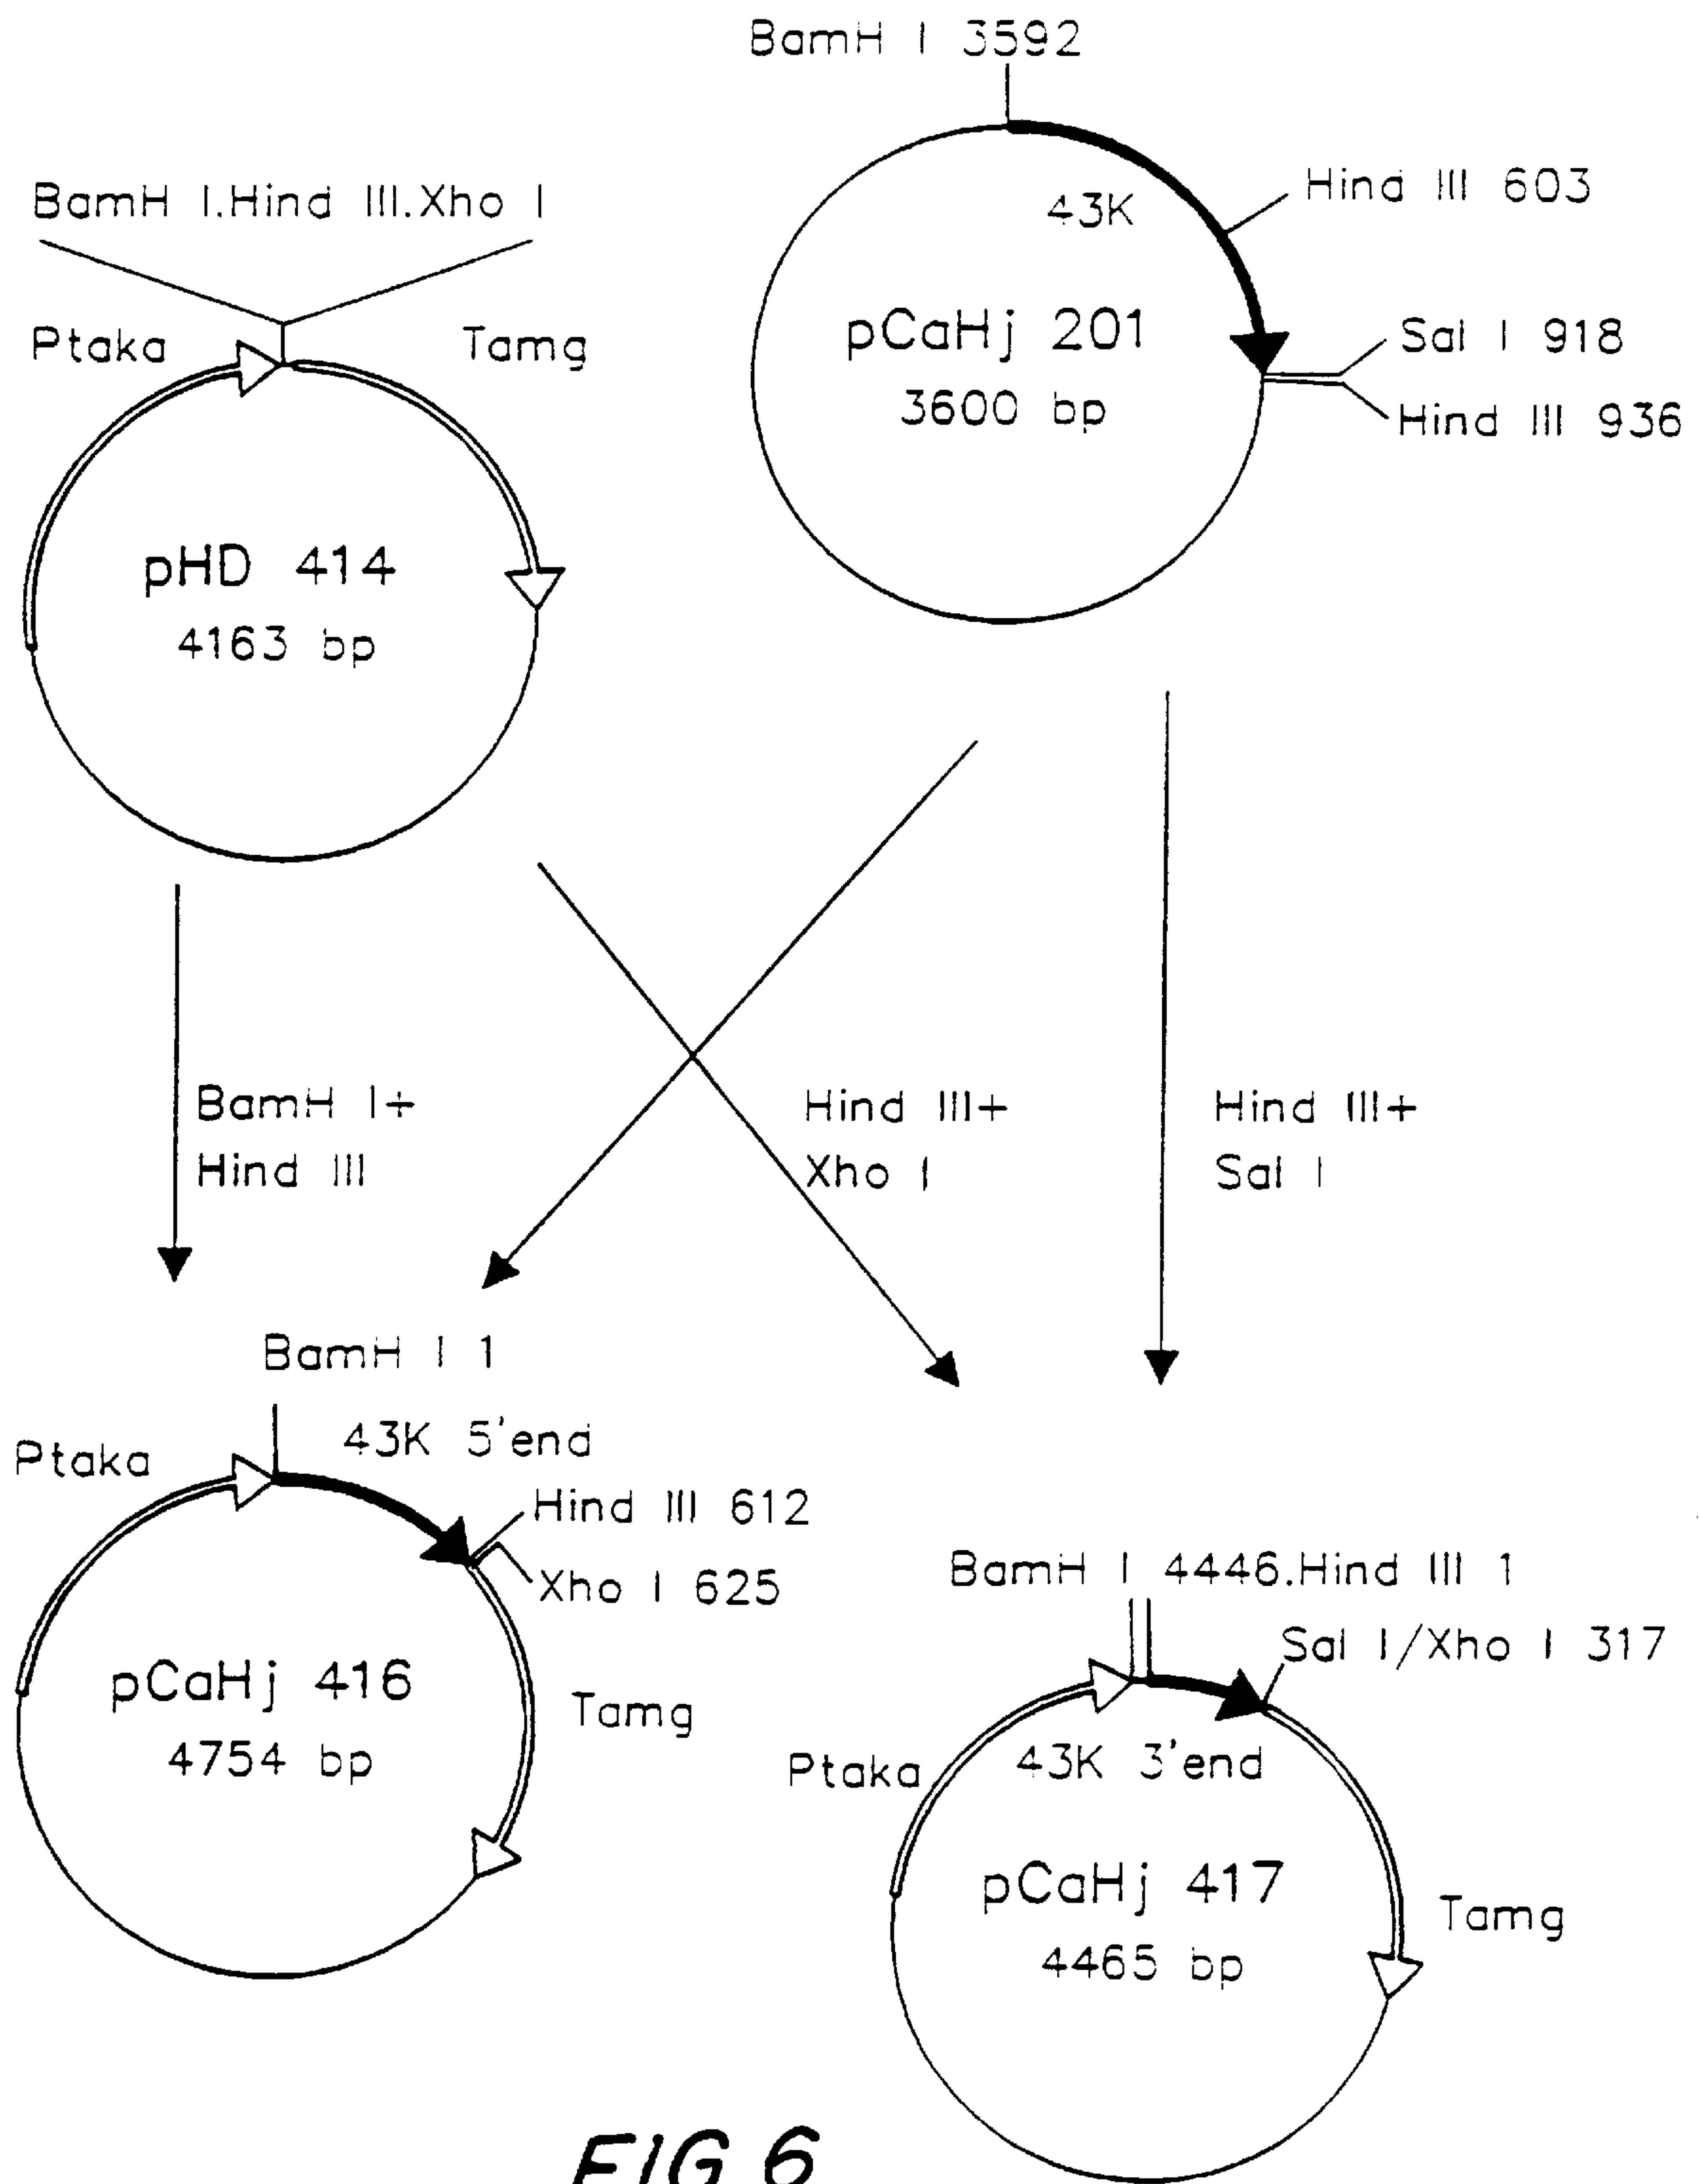 BamH I 3592
Hind III 603
43K
pCaHj 201
3600 bp
Sal I 918
Hind III 936
BamH I.Hind III.Xho I
Ptaka
Tamg
pHD 414
4163 bp
BamH I+
Hind III
Hind III+
Xho I
Hind III+
Sal I
BamH I 1
Ptaka
43K 5'end
Hind III 612
Xho I 625
pCaHj 416
4754 bp
Tamg
BamH I 4446.Hind III 1
Sal I/Xho I 317
Ptaka
43K 3'end
pCaHj 417
4465 bp
Tamg
FIG 6